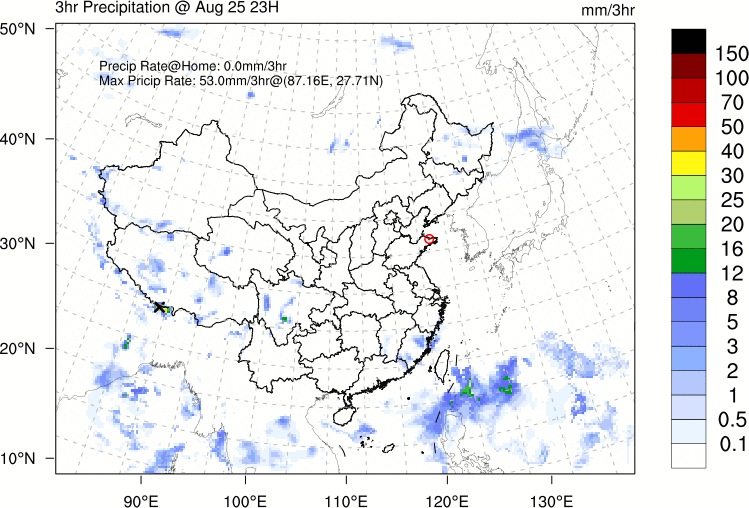 3hr Precipitation @ Aug 25 23H
mm/3hr
Precip Rate@Home: 0.0mm/3hr
Max Pricip Rate: 53.0mm/3hr@(87.16E, 27.71N)
50°N
40°N
30°N
20°N
10°N
90°E
100°E
110°E
120°E
130°E
150
100
70
50
40
30
25
20
16
12
8
5
3
2
1
0.5
0.1